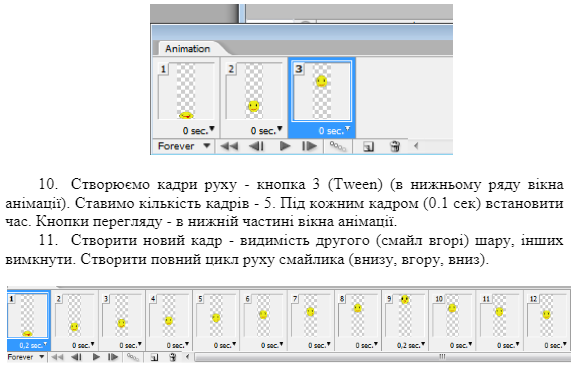 Animation
1 2 3
0 sec. 0 sec. 0 sec.
Forever
10. Створюємо кадри руху - кнопка 3 (Tween) (в нижньому ряду вікна
анімації). Ставимо кількість кадрів - 5. Під кожним кадром (0.1 сек) встановити
час. Кнопки перегляду - в нижній частині вікна анімації.
11. Створити новий кадр - видимість другого (смайл вгорі) шару, інших
вимкнути. Створити повний цикл руху смайлика (внизу, вгору, вниз).
1 2 3 4 5 6 7 8 9 10 11 12
0,2 sec. 0 sec. 0 sec. 0 sec. 0 sec. 0 sec. 0 sec. 0 sec. 0,2 sec. 0 sec. 0 sec. 0 sec.
Forever